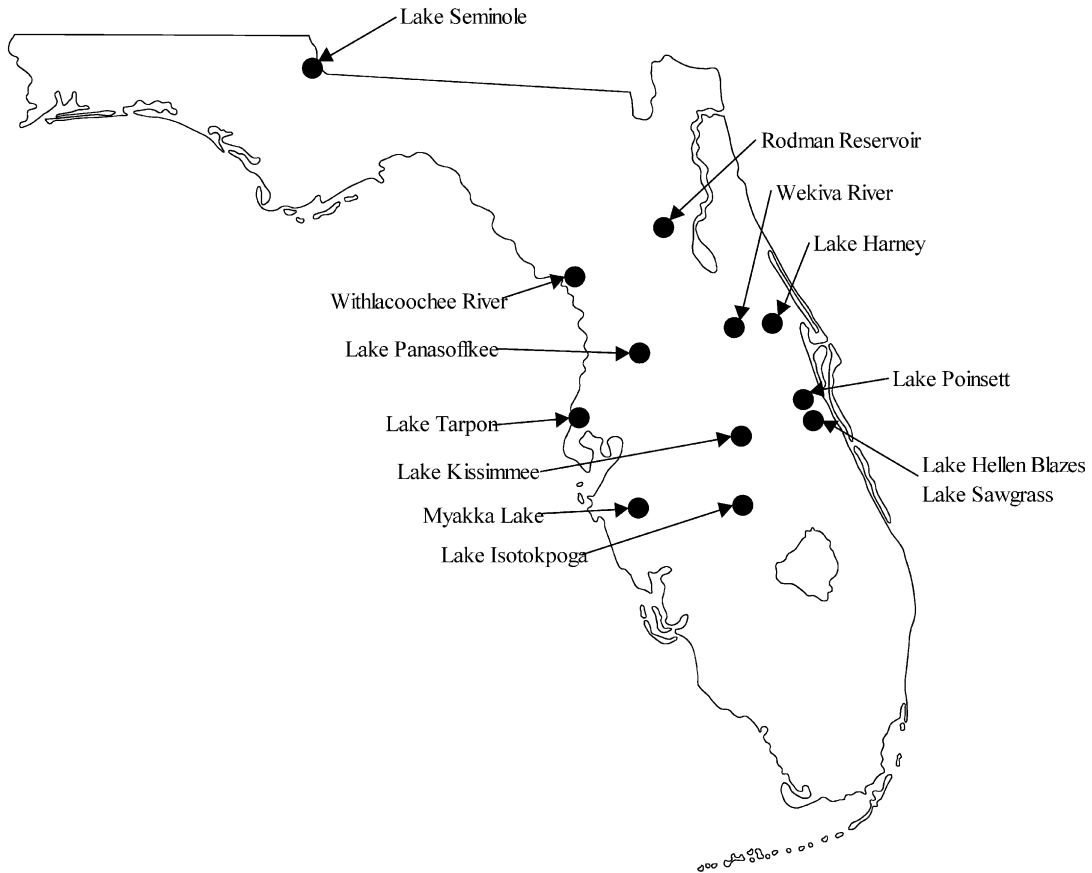 Lake Seminole
Rodman Reservoir
Wekiva River
Lake Harney
Withlacoochee River
Lake Panasoffkee
Lake Poinsett
Lake Tarpon
Lake Hellen Blazes
Lake Sawgrass
Lake Kissimmee
Myakka Lake
Lake Isotokpoga